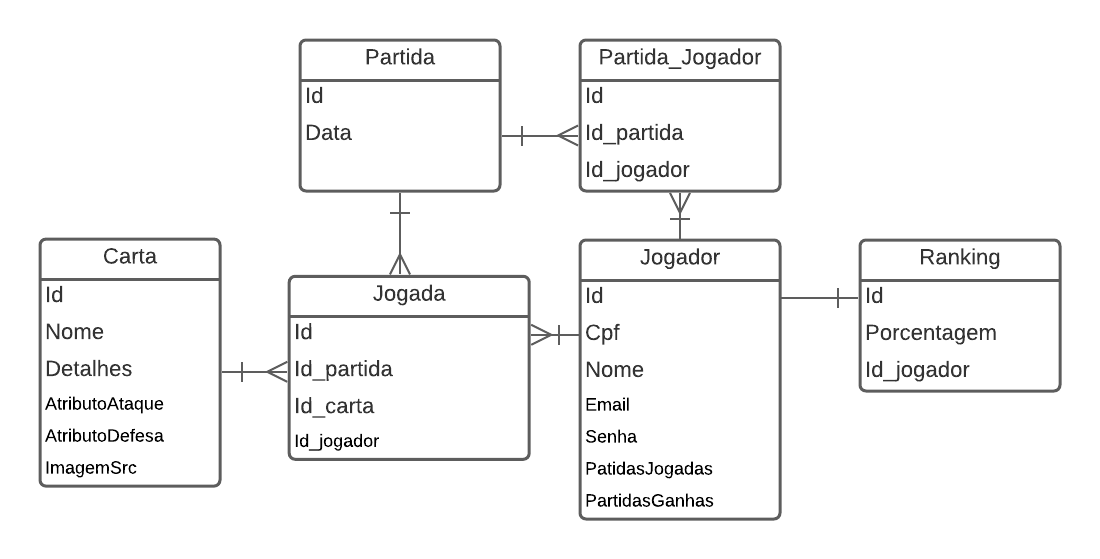 Partida
Id
Data
Partida_Jogador
Id
Id_partida
Id_jogador
Carta
Id
Nome
Detalhes
AtributoAtaque
AtributoDefesa
ImagemSrc
Jogada
Id
Id_partida
Id_carta
Id_jogador
Jogador
Id
Cpf
Nome
Email
Senha
PatidasJogadas
PartidasGanhas
Ranking
Id
Porcentagem
Id_jogador